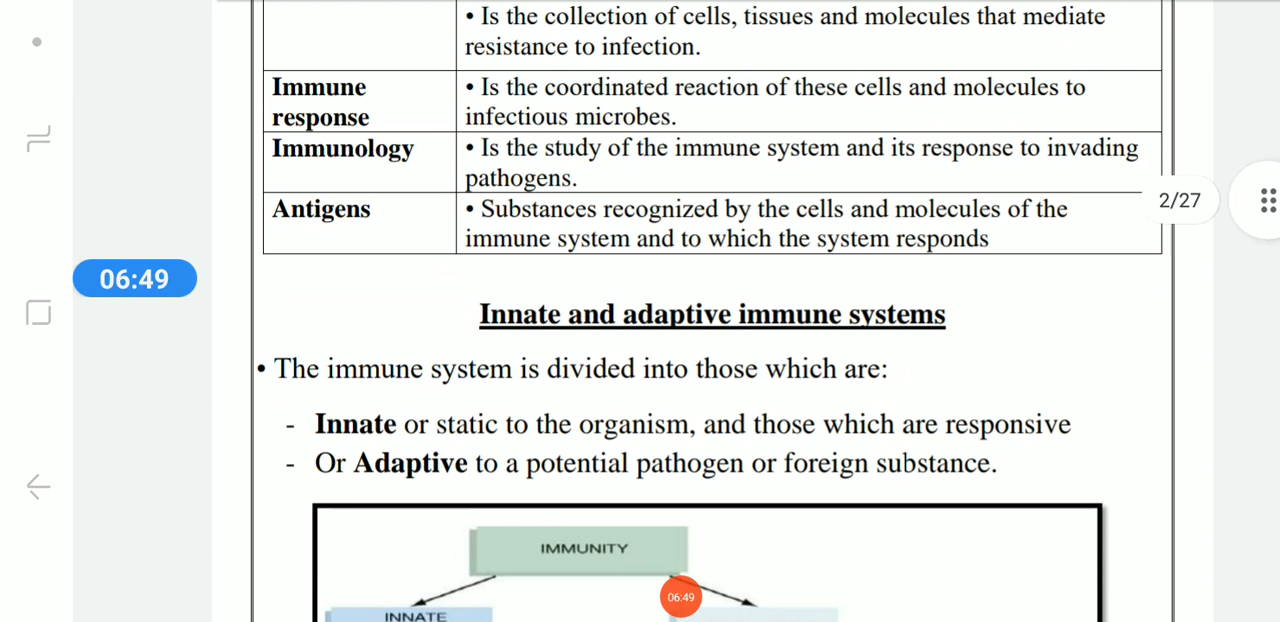 • Is the collection of cells, tissues and molecules that mediate
resistance to infection.
Immune
response
• Is the coordinated reaction of these cells and molecules to
infectious microbes.
Immunology
• Is the study of the immune system and its response to invading
pathogens.
Antigens
• Substances recognized by the cells and molecules of the
immune system and to which the system responds
2/27
06:49
Innate and adaptive immune systems
• The immune system is divided into those which are:
- Innate or static to the organism, and those which are responsive
- Or Adaptive to a potential pathogen or foreign substance.
IMMUNITY
06:49
INNATE